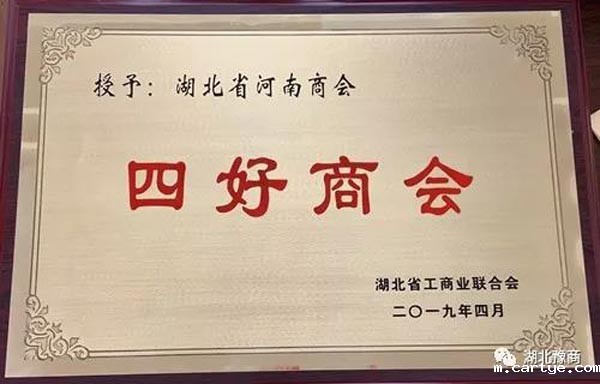 授予：湖北省河南商会
四好商会
湖北省工商业联合会
二〇一九年四月
湖北豫商
m.cartge.com